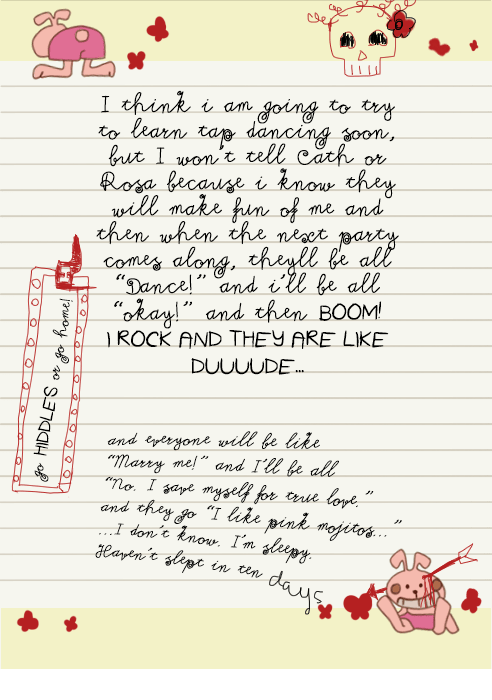 I think i am going to try
to learn tap dancing soon,
but I won't tell Cath or
Rosa because i know they
will make fun of me and
then when the next party
comes along, theyll be all
"Dance!" and i'll be all
"okay!" and then BOOM!
I ROCK AND THEY ARE LIKE
DUUUUDE...
go HIDDLE'S or go home!
and everyone will be like
"Marry me!" and I'll be all
"No. I save myself for true love."
and they go "I like pink mojitos..."
...I don't know. I'm sleepy.
Haven't slept in ten days